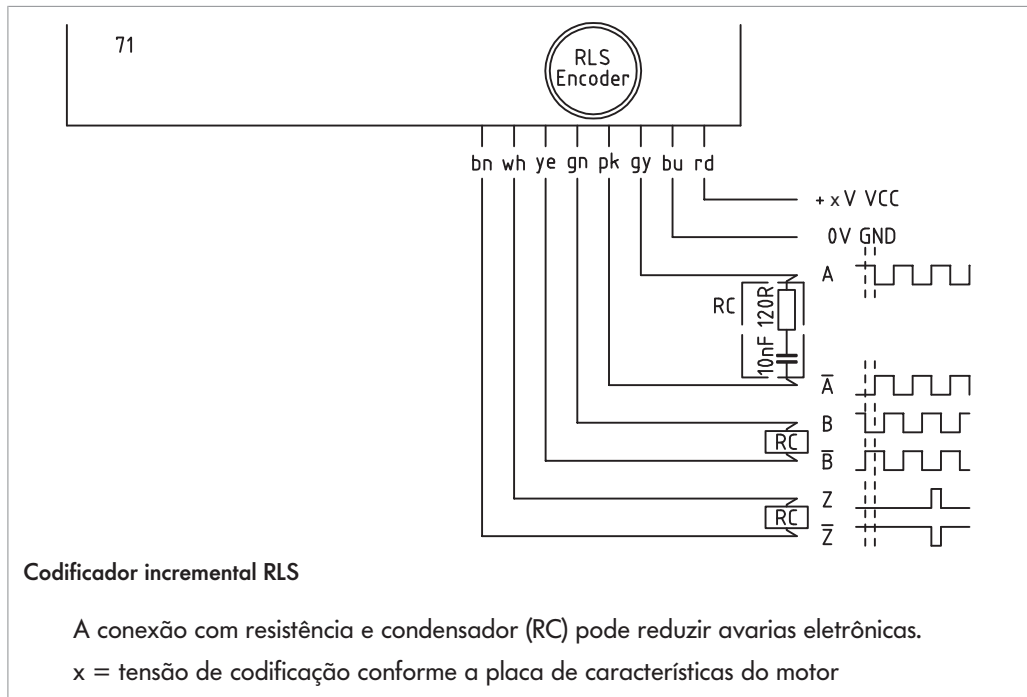 71
RLS
Encoder
bn wh ye gn pk gy bu rd
+ x V VCC
0V GND
A
RC
120R
10nF
A̅
B
RC
B̅
Z
RC
Z̅
Codificador incremental RLS
A conexão com resistência e condensador (RC) pode reduzir avarias eletrônicas.
x = tensão de codificação conforme a placa de características do motor